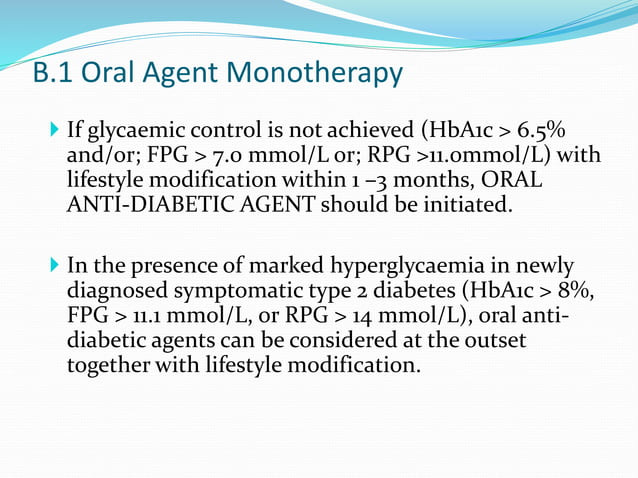 B.1 Oral Agent Monotherapy
If glycaemic control is not achieved (HbA1c > 6.5%
and/or; FPG > 7.0 mmol/L or; RPG >11.0mmol/L) with
lifestyle modification within 1 –3 months, ORAL
ANTI-DIABETIC AGENT should be initiated.
In the presence of marked hyperglycaemia in newly
diagnosed symptomatic type 2 diabetes (HbA1c > 8%,
FPG > 11.1 mmol/L, or RPG > 14 mmol/L), oral anti-
diabetic agents can be considered at the outset
together with lifestyle modification.